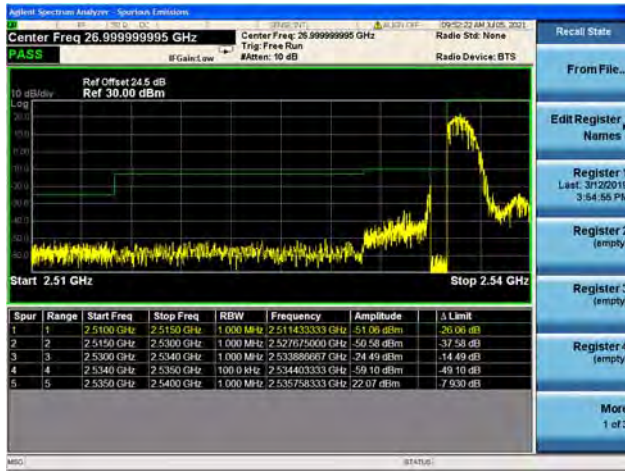 Agilent Spectrum Analyzer - Spurious Emissions
RF
DC
SENSE:INT
ALIGN OFF
09:52:22 AM Jul 05, 2021
Center Freq 26.999999995 GHz
Center Freq: 26.999999995 GHz
Radio Std: None
Trig: Free Run
PASS
IFGain:Low
#Atten: 10 dB
Radio Device: BTS
Ref Offset 24.5 dB
10 dB/div
Ref 30.00 dBm
Log
Start 2.51 GHz
Stop 2.54 GHz
Spur Range Start Freq Stop Freq RBW Frequency Amplitude Δ Limit
1 1 2.5100 GHz 2.5150 GHz 1.000 MHz 2.511433333 GHz -51.06 dBm -26.06 dB
2 2 2.5150 GHz 2.5300 GHz 1.000 MHz 2.527675000 GHz -50.58 dBm -37.58 dB
3 3 2.5300 GHz 2.5340 GHz 1.000 MHz 2.533886667 GHz -24.49 dBm -14.49 dB
4 4 2.5340 GHz 2.5350 GHz 100.0 kHz 2.534403333 GHz -59.10 dBm -49.10 dB
5 5 2.5350 GHz 2.5400 GHz 1.000 MHz 2.535758333 GHz 22.07 dBm -7.930 dB
MSG
STATUS
Recall State
From File...
Edit Register
Names
Register 1
Last: 3/12/2019
3:54:55 PM
Register 2
(empty
Register 3
(empty
Register 4
(empty
More
1 of